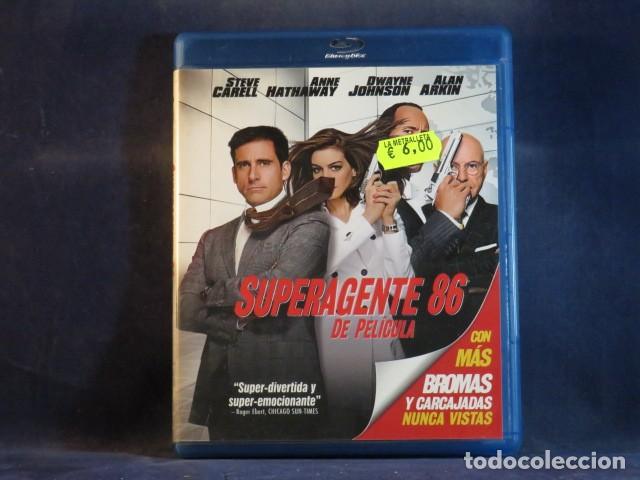 Blu-ray Disc
STEVE CARELL
ANNE HATHAWAY
DWAYNE JOHNSON
ALAN ARKIN
LA METRALLETA
€ 6,00
SUPERAGENTE 86
DE PELÍCULA
CON
MÁS
BROMAS
Y CARCAJADAS
NUNCA VISTAS
"Super-divertida y
super-emocionante"
– Roger Ebert, CHICAGO SUN-TIMES
todocoleccion.net